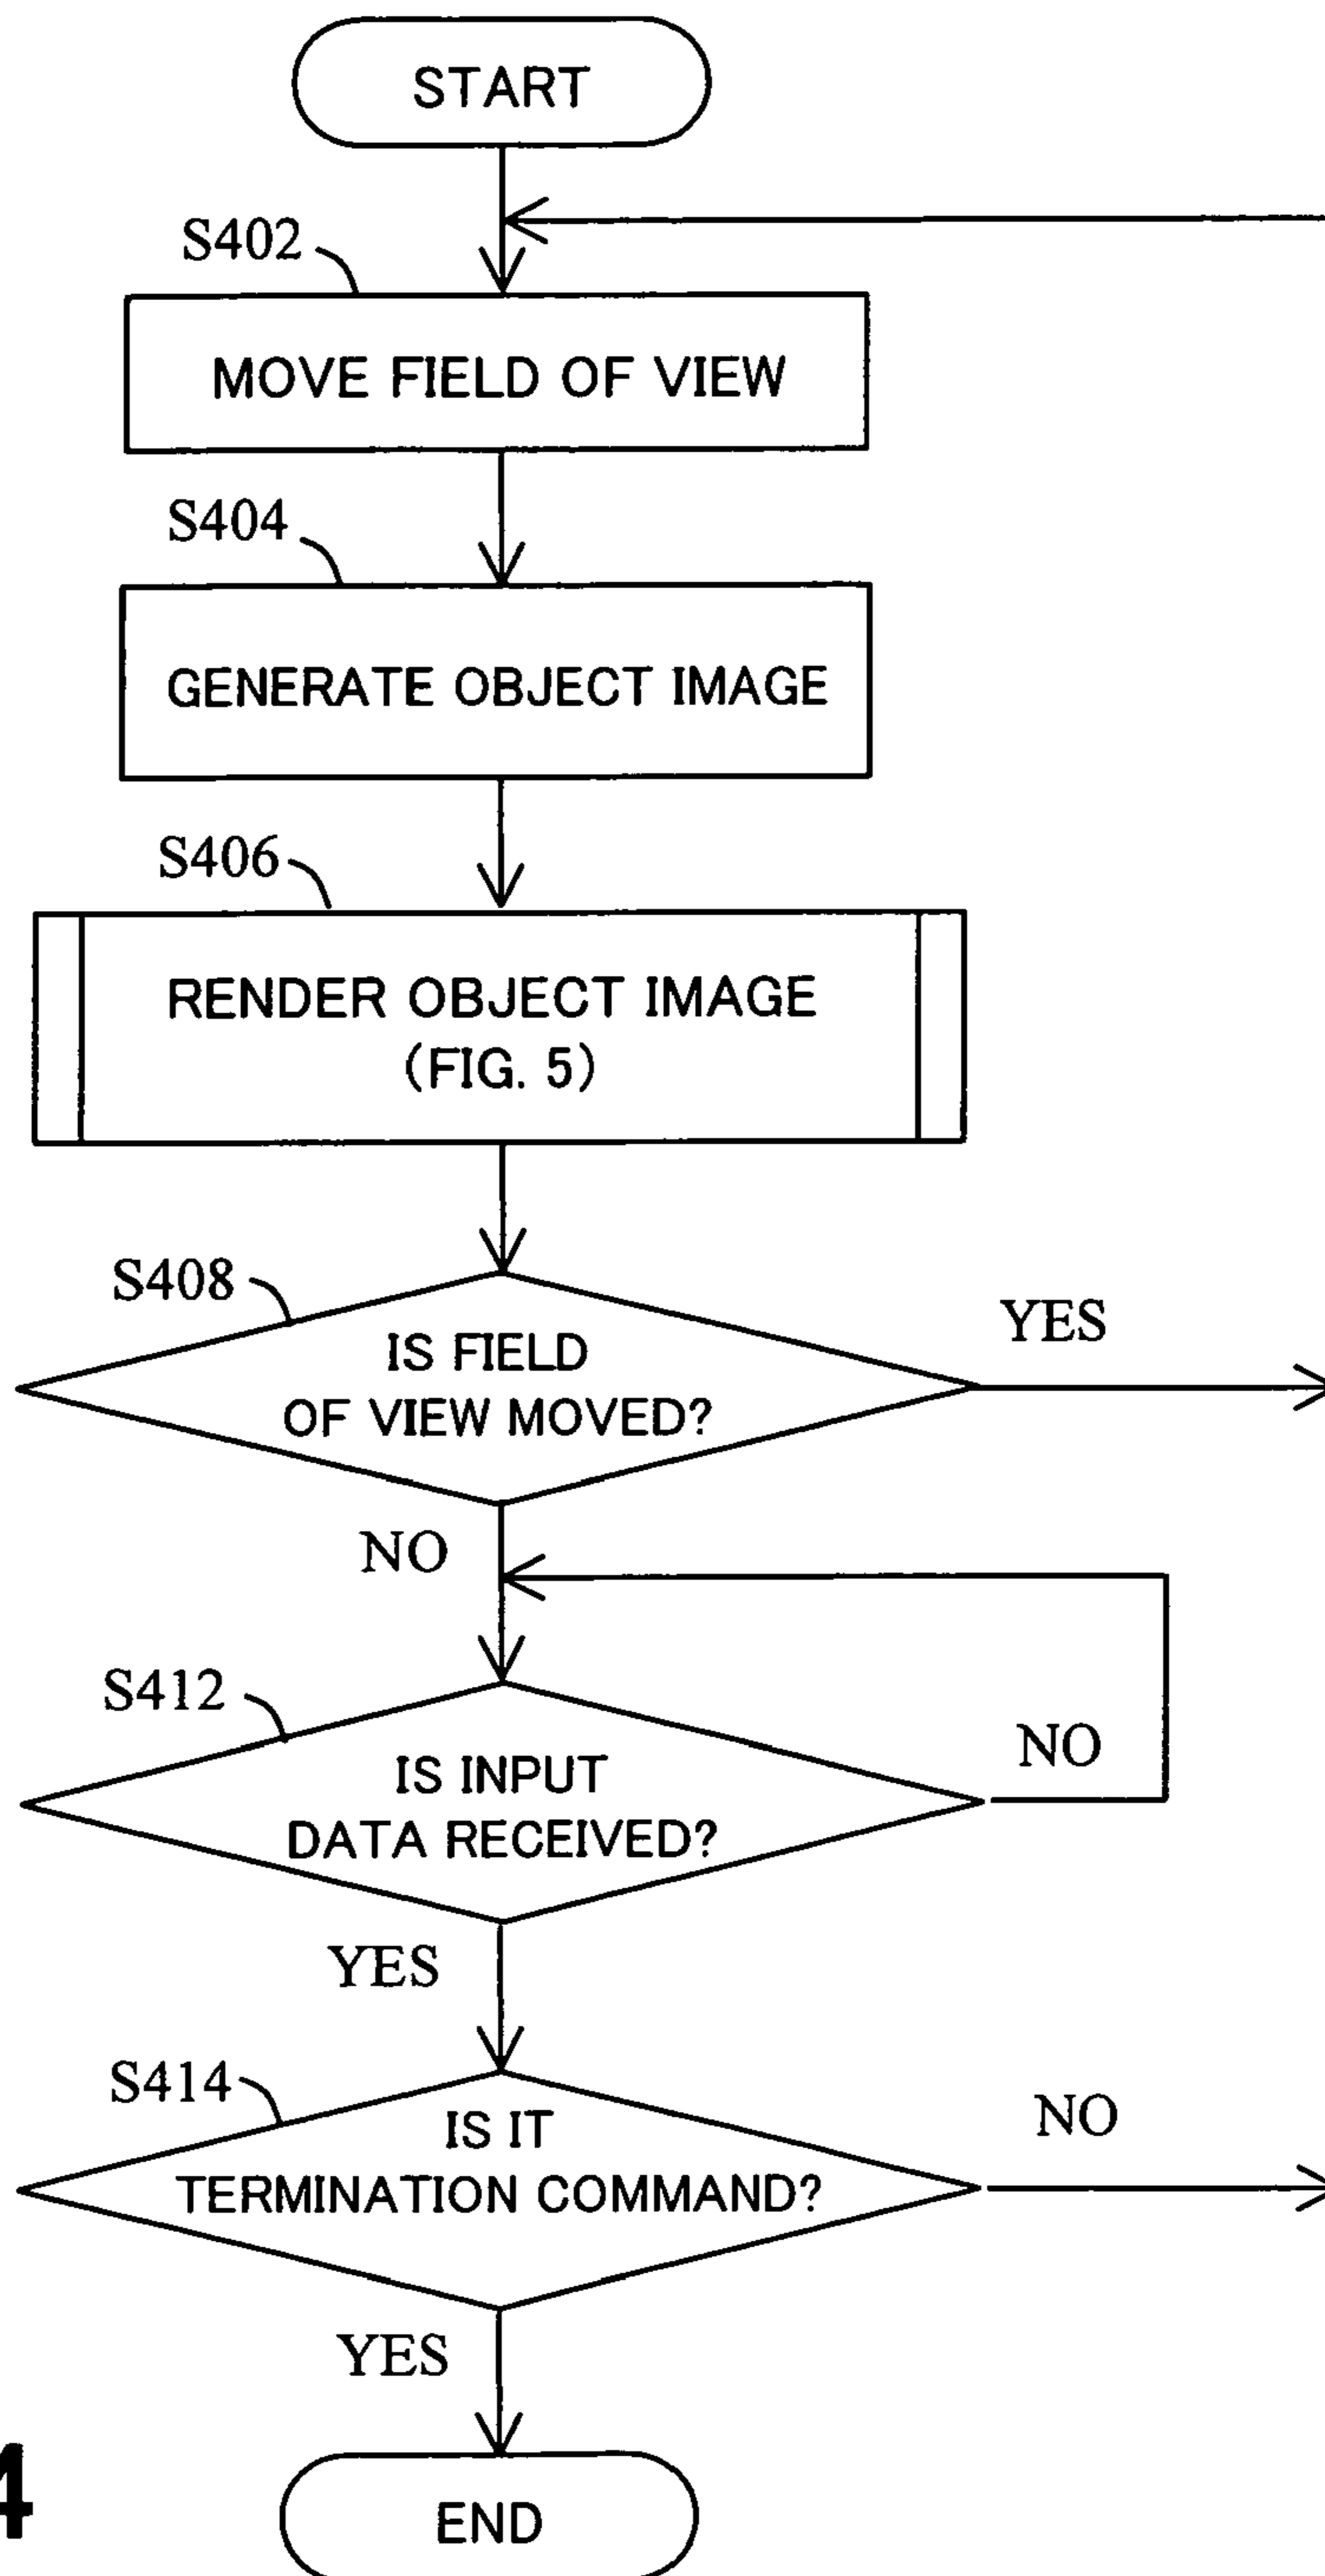 START
S402
MOVE FIELD OF VIEW
S404
GENERATE OBJECT IMAGE
S406
RENDER OBJECT IMAGE
(FIG. 5)
S408
IS FIELD
OF VIEW MOVED?
YES
NO
S412
IS INPUT
DATA RECEIVED?
NO
YES
S414
IS IT
TERMINATION COMMAND?
NO
YES
4
END